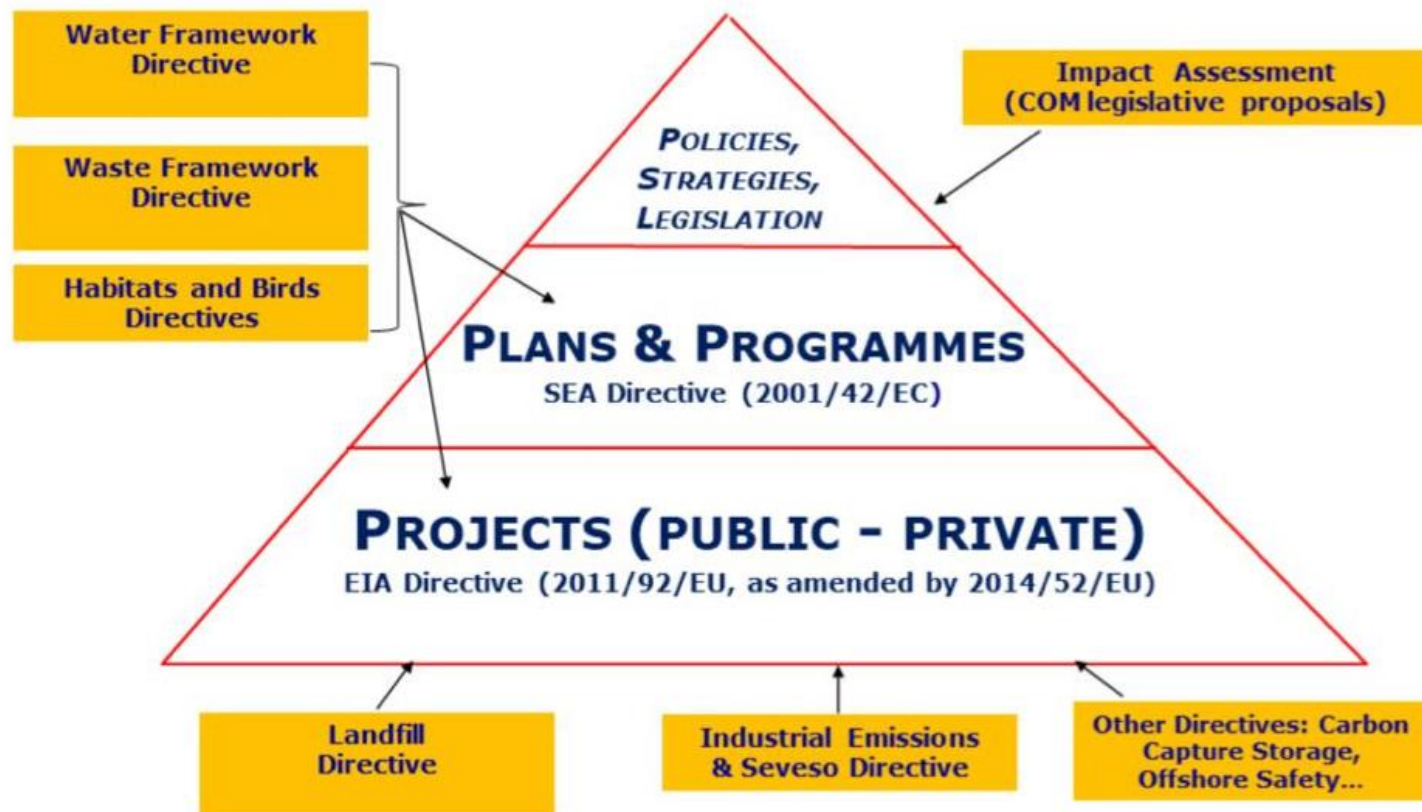 Water Framework
Directive
Waste Framework
Directive
Habitats and Birds
Directives
Impact Assessment
(COM legislative proposals)
POLICIES,
STRATEGIES,
LEGISLATION
PLANS & PROGRAMMES
SEA Directive (2001/42/EC)
PROJECTS (PUBLIC - PRIVATE)
EIA Directive (2011/92/EU, as amended by 2014/52/EU)
Landfill
Directive
Industrial Emissions
& Seveso Directive
Other Directives: Carbon
Capture Storage,
Offshore Safety...